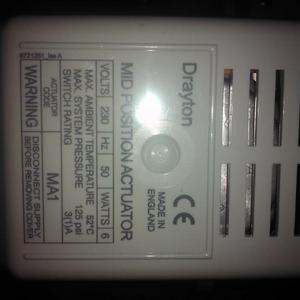 Drayton
MADE IN
ENGLAND
CE
MID POSITION ACTUATOR
VOLTS 230 Hz 50 WATTS 6
MAX. AMBIENT TEMPERATURE 52°C
MAX. SYSTEM PRESSURE 125 psi
SWITCH RATING 3(1)A
ACTUATOR
CODE
MA1
WARNING DISCONNECT SUPPLY
BEFORE REMOVING COVER